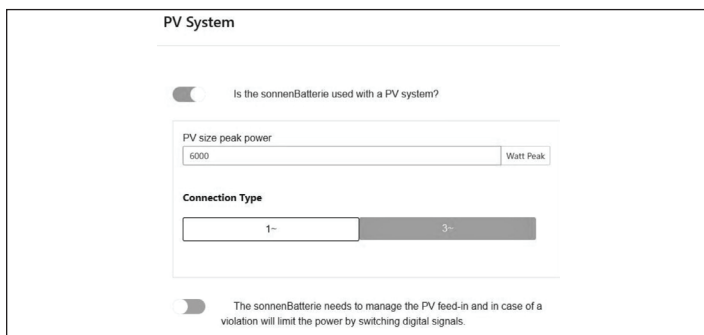 PV System
Is the sonnenBatterie used with a PV system?
PV size peak power
6000 Watt Peak
Connection Type
1~ 3~
The sonnenBatterie needs to manage the PV feed-in and in case of a
violation will limit the power by switching digital signals.